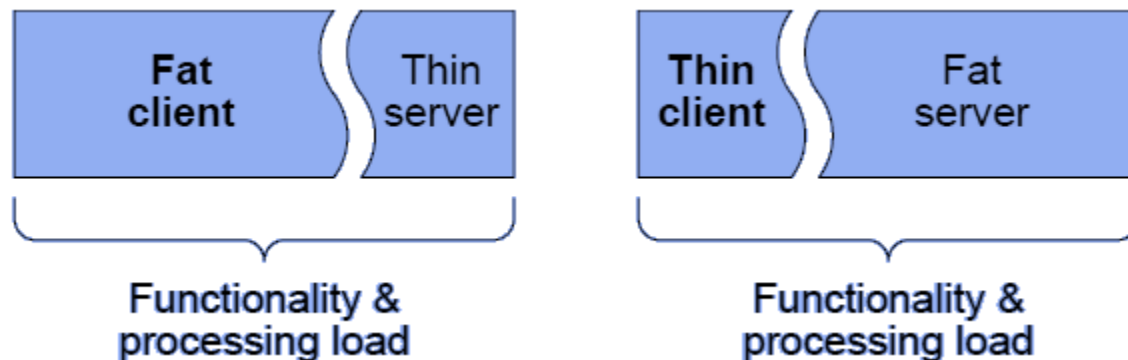 Fat
client
Thin
server
Thin
client
Fat
server
Functionality &
processing load
Functionality &
processing load